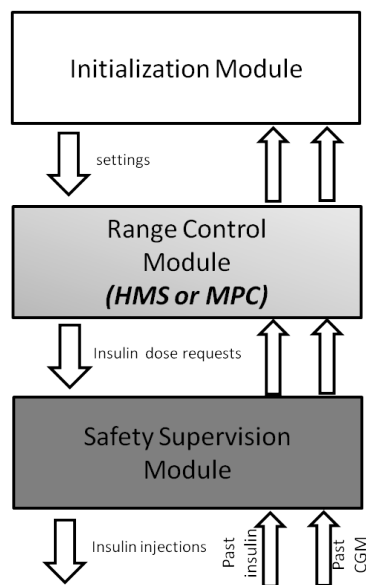 Initialization Module
settings
Range Control
Module
(HMS or MPC)
Insulin dose requests
Safety Supervision
Module
Insulin injections
Past
insulin
Past
CGM